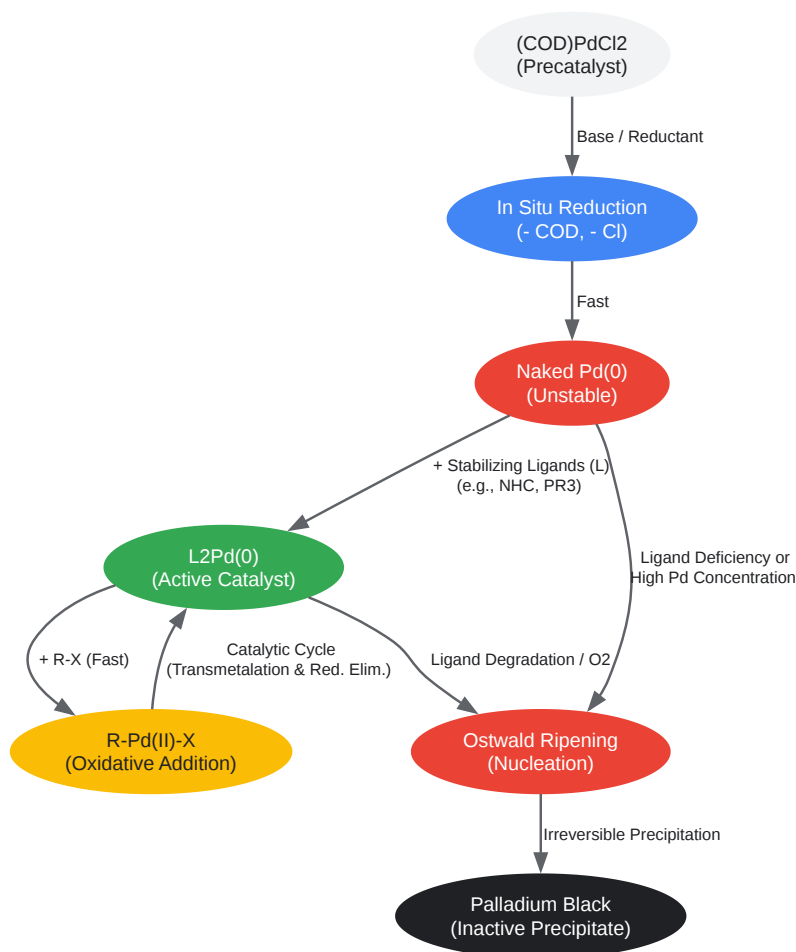 (COD)PdCl2
(Precatalyst)
Base / Reductant
In Situ Reduction
(- COD, - Cl)
Fast
Naked Pd(0)
(Unstable)
+ Stabilizing Ligands (L)
(e.g., NHC, PR3)
L2Pd(0)
(Active Catalyst)
Ligand Deficiency or
High Pd Concentration
+ R-X (Fast)
Catalytic Cycle
(Transmetalation & Red. Elim.)
Ligand Degradation / O2
R-Pd(II)-X
(Oxidative Addition)
Ostwald Ripening
(Nucleation)
Irreversible Precipitation
Palladium Black
(Inactive Precipitate)